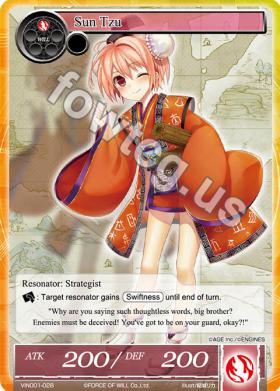 Sun Tzu
WILL
fowtcg.us
Resonator: Strategist
: Target resonator gains Swiftness until end of turn.
"Why are you saying such thoughtless words, big brother?
Enemies must be deceived! You've got to be on your guard, okay?!"
©AGE Inc./©ENGINES
ATK 200/ DEF 200
VIN001-028 ©FORCE OF WILL Co.,Ltd.